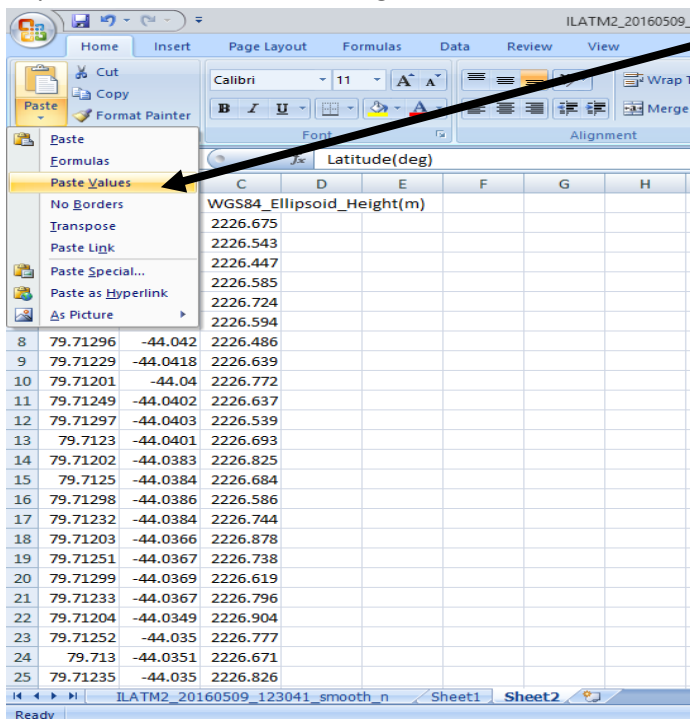 ILATM2_20160509_
Home Insert Page Layout Formulas Data Review View
Cut
Copy
Format Painter
Paste
Calibri 11 A A
Wrap
B I U A
Merge
Font Alignment
Paste
Formulas
Paste Values
No Borders
Transpose
Paste Link
Paste Special...
Paste as Hyperlink
As Picture
fx Latitude(deg)
C D E F G H
WGS84_Ellipsoid_Height(m)
2226.675
2226.543
2226.447
2226.585
2226.724
2226.594
8 79.71296 -44.042 2226.486
9 79.71229 -44.0418 2226.639
10 79.71201 -44.04 2226.772
11 79.71249 -44.0402 2226.637
12 79.71297 -44.0403 2226.539
13 79.7123 -44.0401 2226.693
14 79.71202 -44.0383 2226.825
15 79.7125 -44.0384 2226.684
16 79.71298 -44.0386 2226.586
17 79.71232 -44.0384 2226.744
18 79.71203 -44.0366 2226.878
19 79.71251 -44.0367 2226.738
20 79.71299 -44.0369 2226.619
21 79.71233 -44.0367 2226.796
22 79.71204 -44.0349 2226.904
23 79.71252 -44.035 2226.777
24 79.713 -44.0351 2226.671
25 79.71235 -44.035 2226.826
ILATM2_20160509_123041_smooth_n Sheet1 Sheet2
Ready